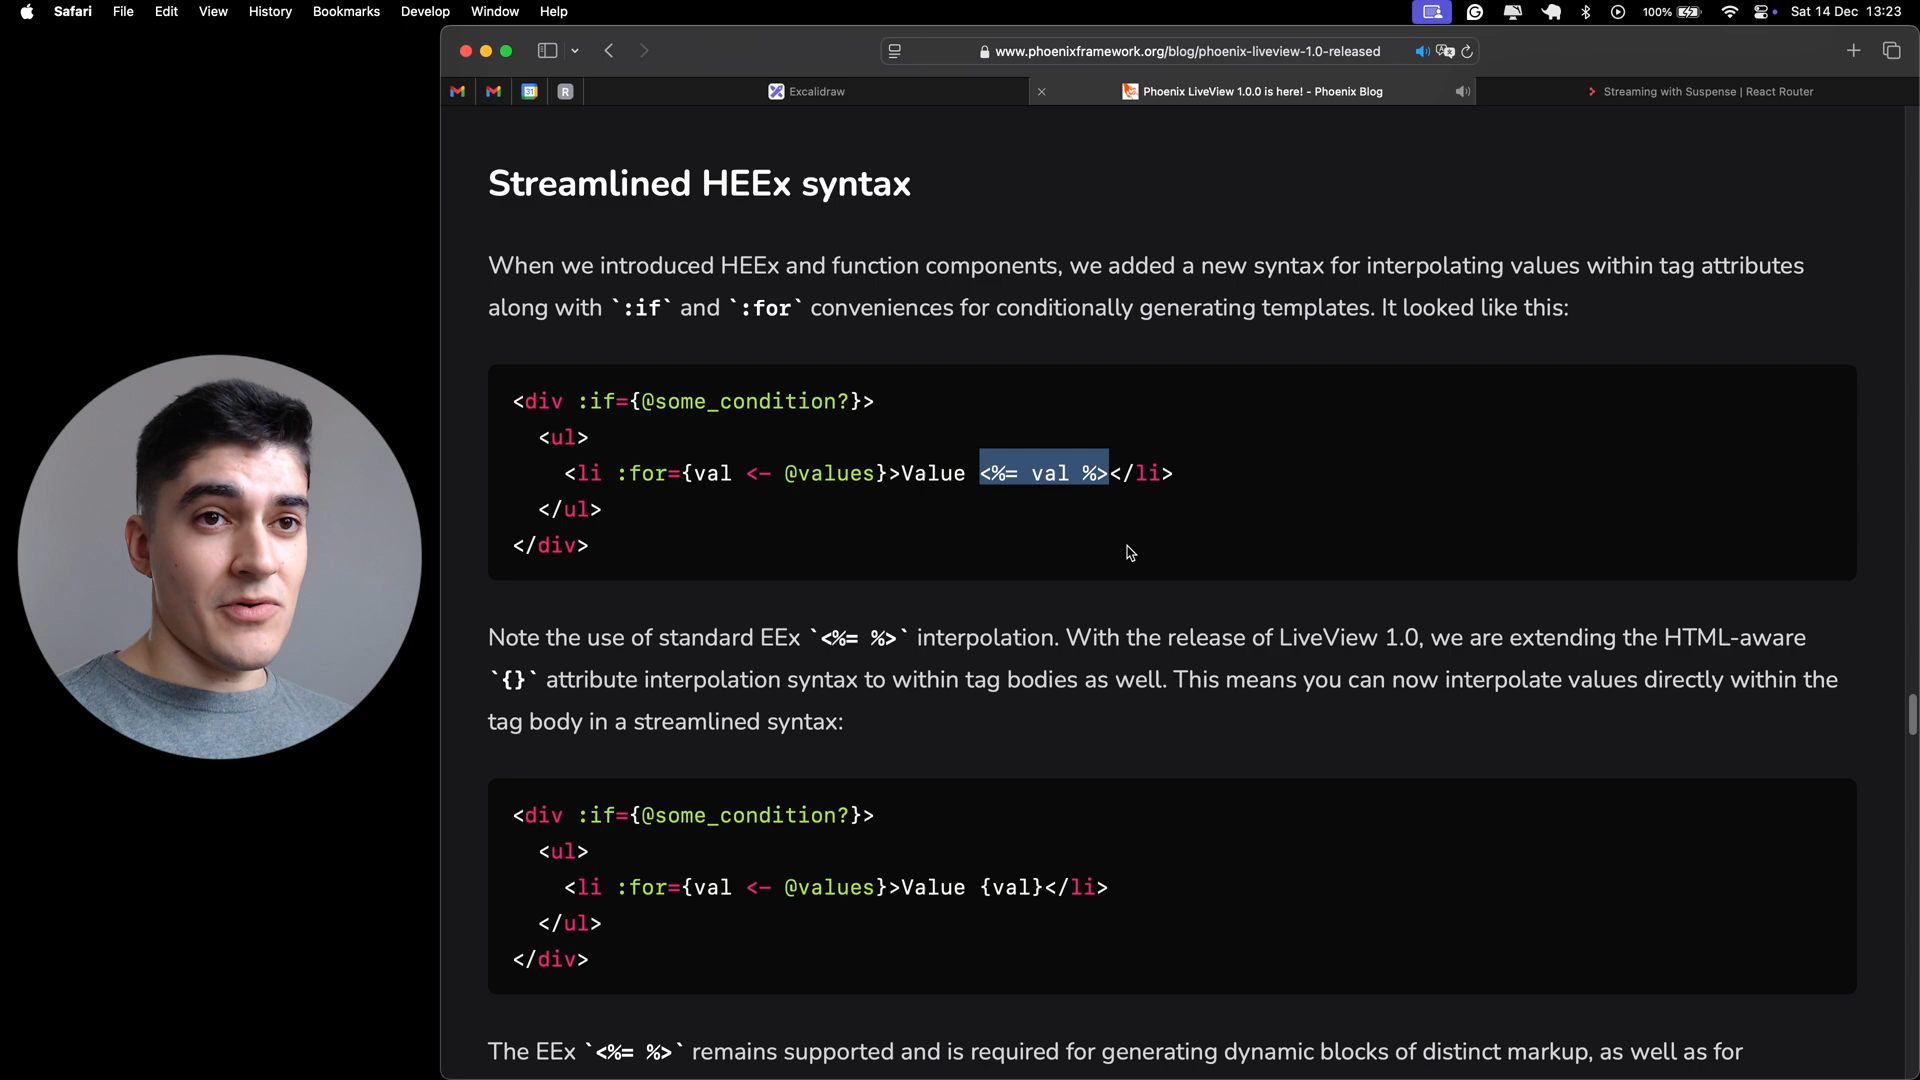 Safari File Edit View History Bookmarks Develop Window Help 100% Sat 14 Dec 13:23
www.phoenixframework.org/blog/phoenix-liveview-1.0-released
31 R Excalidraw Phoenix LiveView 1.0.0 is here! - Phoenix Blog Streaming with Suspense | React Router
Streamlined HEEx syntax
When we introduced HEEx and function components, we added a new syntax for interpolating values within tag attributes
along with `:if` and `:for` conveniences for conditionally generating templates. It looked like this:
<div :if={@some_condition?}>
<ul>
<li :for={val <- @values}>Value <%= val %></li>
</ul>
</div>
Note the use of standard EEx `<%= %>` interpolation. With the release of LiveView 1.0, we are extending the HTML-aware
`{}` attribute interpolation syntax to within tag bodies as well. This means you can now interpolate values directly within the
tag body in a streamlined syntax:
<div :if={@some_condition?}>
<ul>
<li :for={val <- @values}>Value {val}</li>
</ul>
</div>
The EEx `<%= %>` remains supported and is required for generating dynamic blocks of distinct markup, as well as for